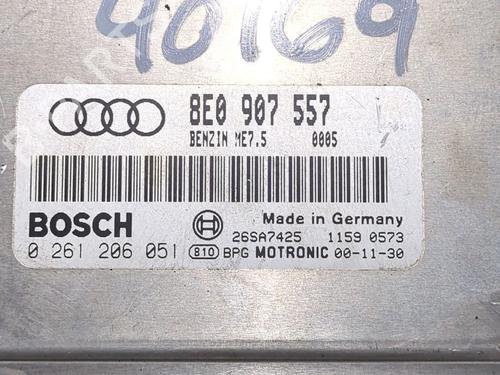 40169
8E0 907 557
BENZIN ME7.5 0005
BOSCH
Made in Germany
0 261 206 051
26SA7425 1159 0573
810 BPG MOTRONIC 00-11-30